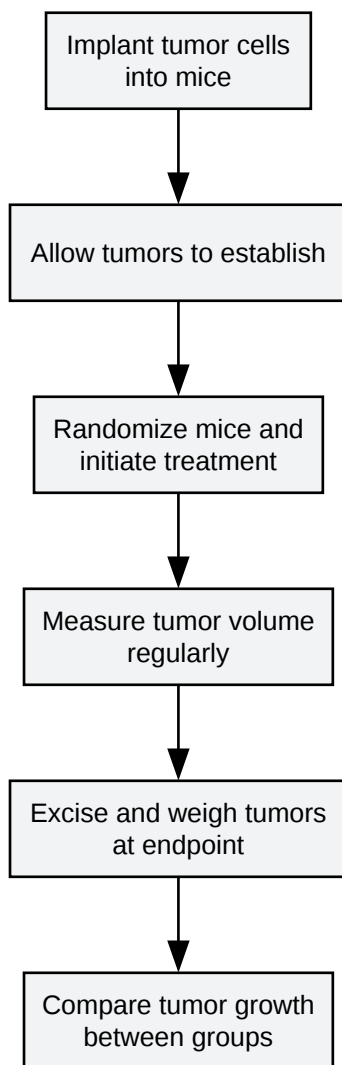 Implant tumor cells
into mice
Allow tumors to establish
Randomize mice and
initiate treatment
Measure tumor volume
regularly
Excise and weigh tumors
at endpoint
Compare tumor growth
between groups